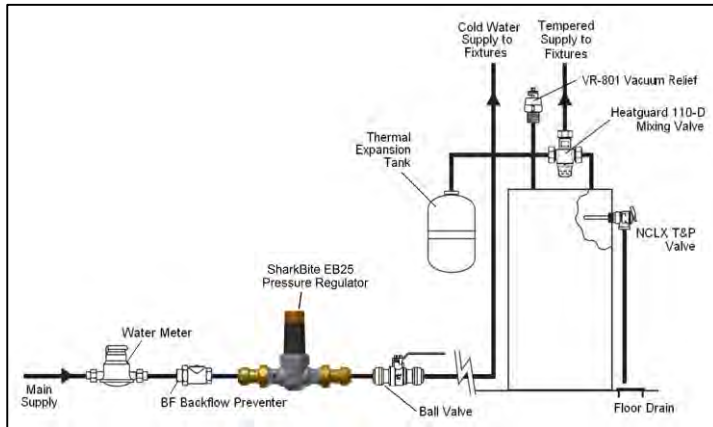 Cold Water
Supply to
Fixtures
Tempered
Supply to
Fixtures
VR-801 Vacuum Relief
Heatguard 110-D
Mixing Valve
Thermal
Expansion
Tank
NCLX T&P
Valve
SharkBite EB25
Pressure Regulator
Water Meter
Main
Supply
BF Backflow Preventer
Ball Valve
Floor Drain